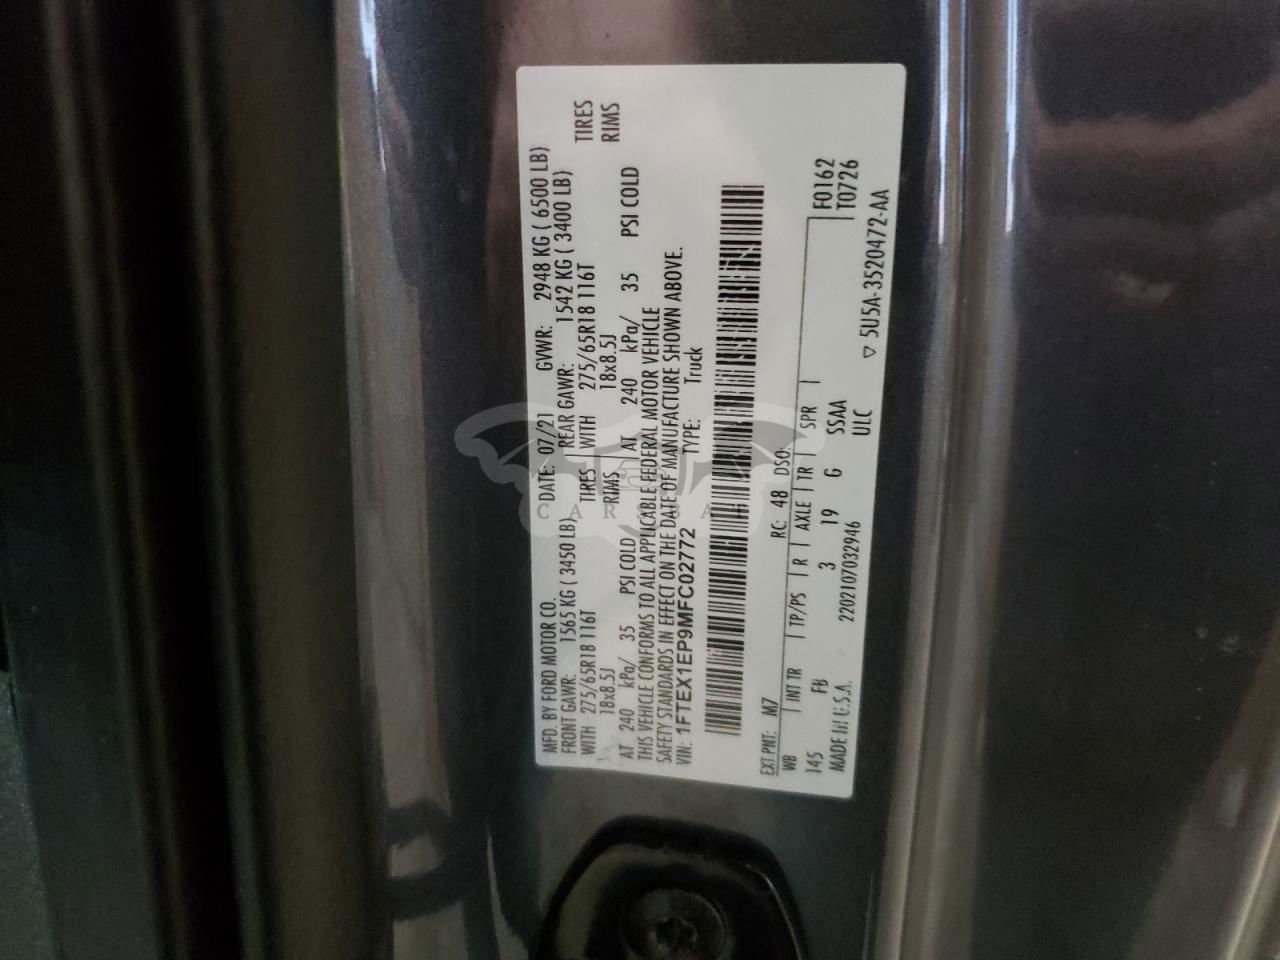 MFD. BY FORD MOTOR CO. DATE: 07/21 GVWR: 2948 KG ( 6500 LB)
FRONT GAWR: 1565 KG ( 3450 LB) REAR GAWR: 1542 KG ( 3400 LB)
WITH 275/65R18 116T TIRES WITH 275/65R18 116T TIRES
18x8.5J RIMS 18x8.5J RIMS
AT 240 kPa/ 35 PSI COLD AT 240 kPa/ 35 PSI COLD
THIS VEHICLE CONFORMS TO ALL APPLICABLE FEDERAL MOTOR VEHICLE
SAFETY STANDARDS IN EFFECT ON THE DATE OF MANUFACTURE SHOWN ABOVE.
VIN: 1FTEX1EP9MFC02772 TYPE: Truck
EXT PNT: M7 RC: 48 DSO: F0162
WB INT TR TP/PS R AXLE TR SPR T0726
145 FB 3 19 G SSAA
MADE IN U.S.A. 2202107032946 ULC ▽ 5U5A-3520472-AA